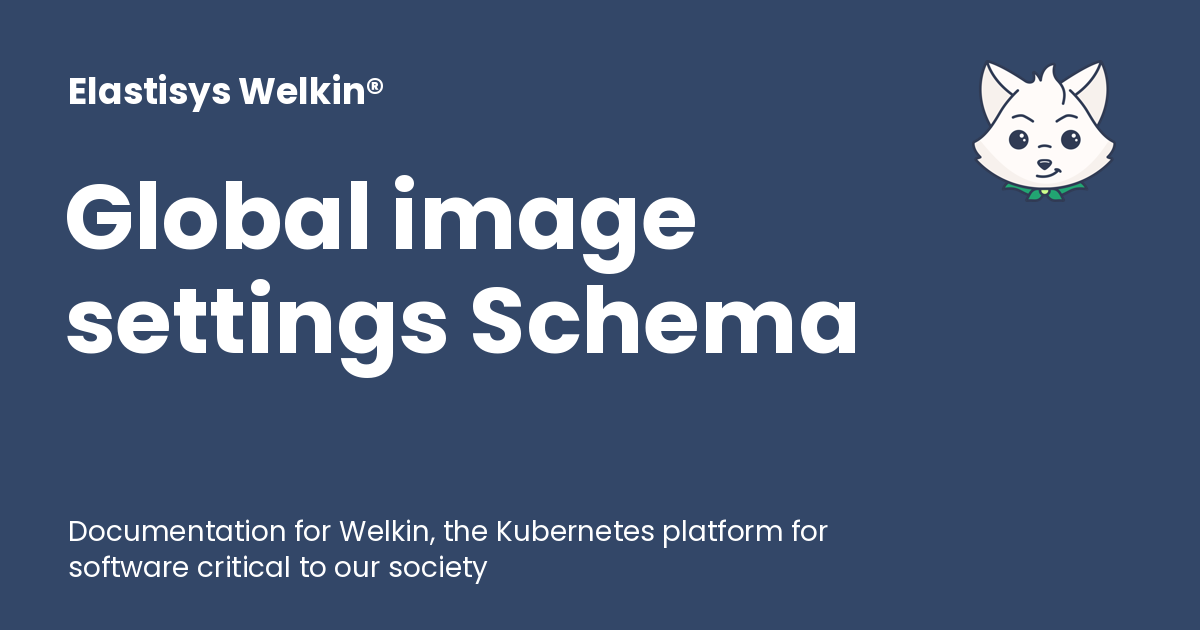 Elastisys Welkin®
Global image
settings Schema
Documentation for Welkin, the Kubernetes platform for
software critical to our society